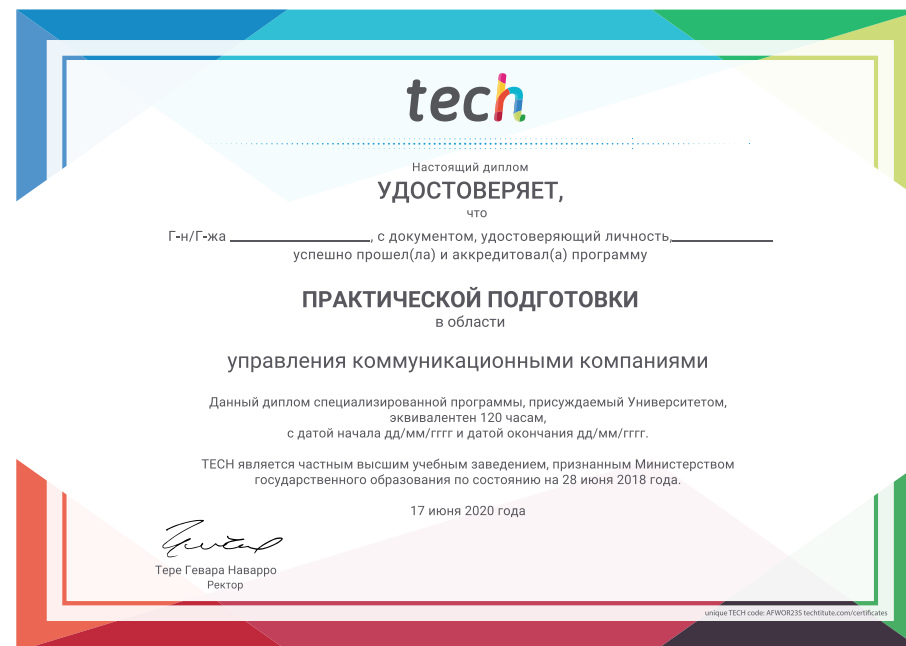 tech
Настоящий диплом
УДОСТОВЕРЯЕТ,
что
Г-н/Г-жа ____________________, с документом, удостоверяющий личность,______________
успешно прошел(ла) и аккредитовал(а) программу
ПРАКТИЧЕСКОЙ ПОДГОТОВКИ
в области
управления коммуникационными компаниями
Данный диплом специализированной программы, присуждаемый Университетом,
эквивалентен 120 часам,
с датой начала дд/мм/гггг и датой окончания дд/мм/гггг.
TECH является частным высшим учебным заведением, признанным Министерством
государственного образования по состоянию на 28 июня 2018 года.
17 июня 2020 года
Тере Гевара Наварро
Ректор
unique TECH code: AFWOR23S techtitute.com/certificates